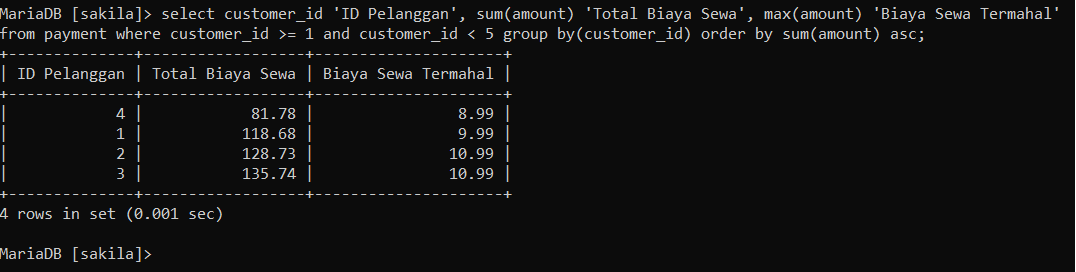 MariaDB [sakila]> select customer_id 'ID Pelanggan', sum(amount) 'Total Biaya Sewa', max(amount) 'Biaya Sewa Termahal'
from payment where customer_id >= 1 and customer_id < 5 group by(customer_id) order by sum(amount) asc;
+--------------+------------------+---------------------+
| ID Pelanggan | Total Biaya Sewa | Biaya Sewa Termahal |
+--------------+------------------+---------------------+
|            4 |            81.78 |                8.99 |
|            1 |           118.68 |                9.99 |
|            2 |           128.73 |               10.99 |
|            3 |           135.74 |               10.99 |
+--------------+------------------+---------------------+
4 rows in set (0.001 sec)
MariaDB [sakila]>